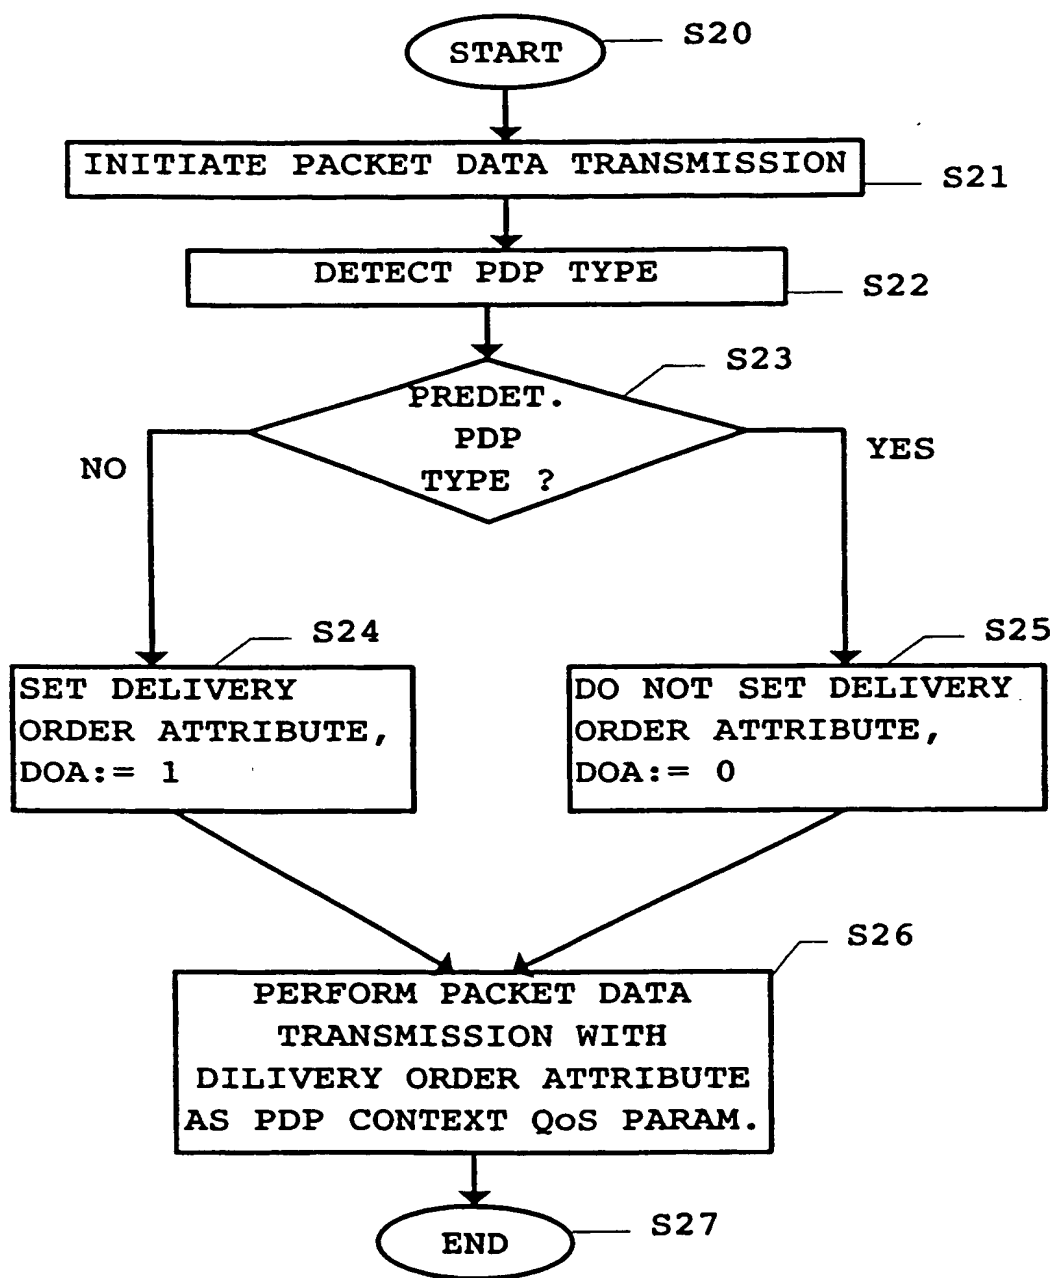 START
S20
INITIATE PACKET DATA TRANSMISSION
S21
DETECT PDP TYPE
S22
S23
PREDET.
PDP
TYPE ?
NO
YES
S24
SET DELIVERY
ORDER ATTRIBUTE,
DOA:= 1
S25
DO NOT SET DELIVERY
ORDER ATTRIBUTE,
DOA:= 0
S26
PERFORM PACKET DATA
TRANSMISSION WITH
DILIVERY ORDER ATTRIBUTE
AS PDP CONTEXT QoS PARAM.
END
S27